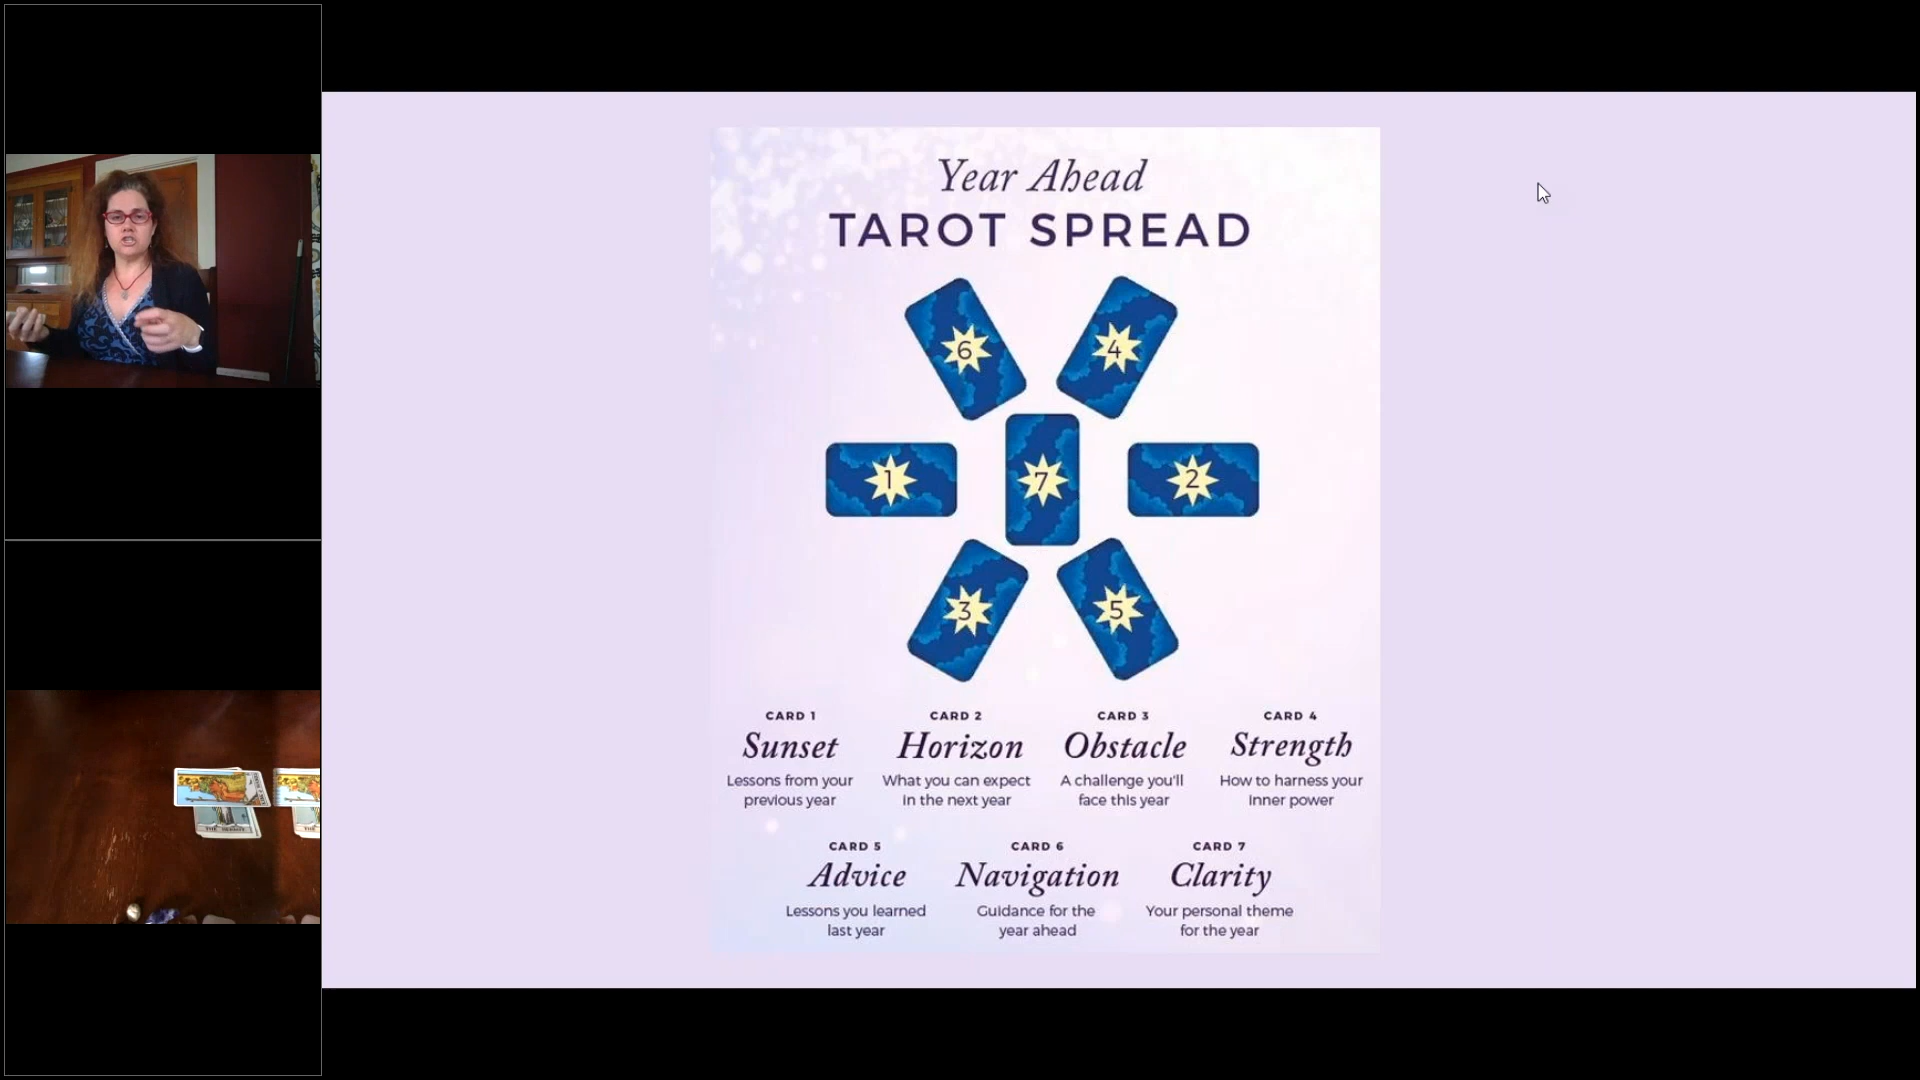 Year Ahead
TAROT SPREAD
6
4
1
7
2
3
5
CARD 1
Sunset
Lessons from your
previous year
CARD 2
Horizon
What you can expect
in the next year
CARD 3
Obstacle
A challenge you'll
face this year
CARD 4
Strength
How to harness your
inner power
CARD 5
Advice
Lessons you learned
last year
CARD 6
Navigation
Guidance for the
year ahead
CARD 7
Clarity
Your personal theme
for the year
THE HERMIT